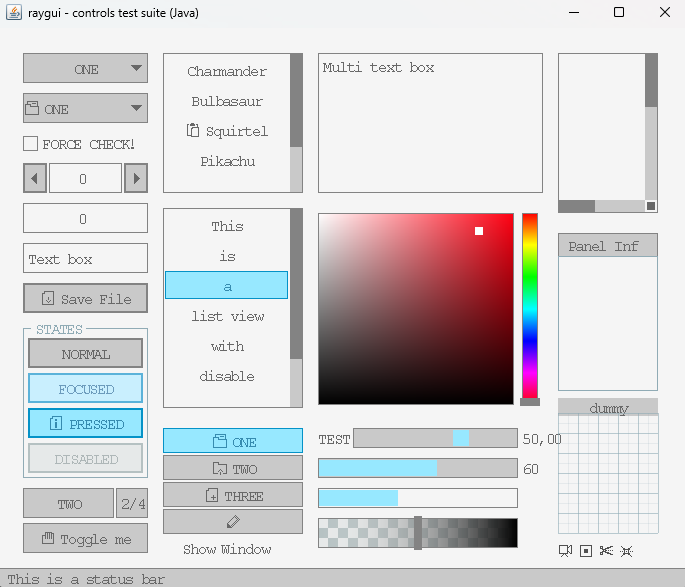 raygui - controls test suite (Java)
ONE
ONE
FORCE CHECK!
0
0
Text box
Save File
STATES
NORMAL
FOCUSED
PRESSED
DISABLED
TWO
2/4
Toggle me
Charmander
Bulbasaur
Squirtel
Pikachu
This
is
a
list view
with
disable
ONE
TWO
THREE
Show Window
Multi text box
TEST
50,00
60
Panel Inf
dummy
This is a status bar